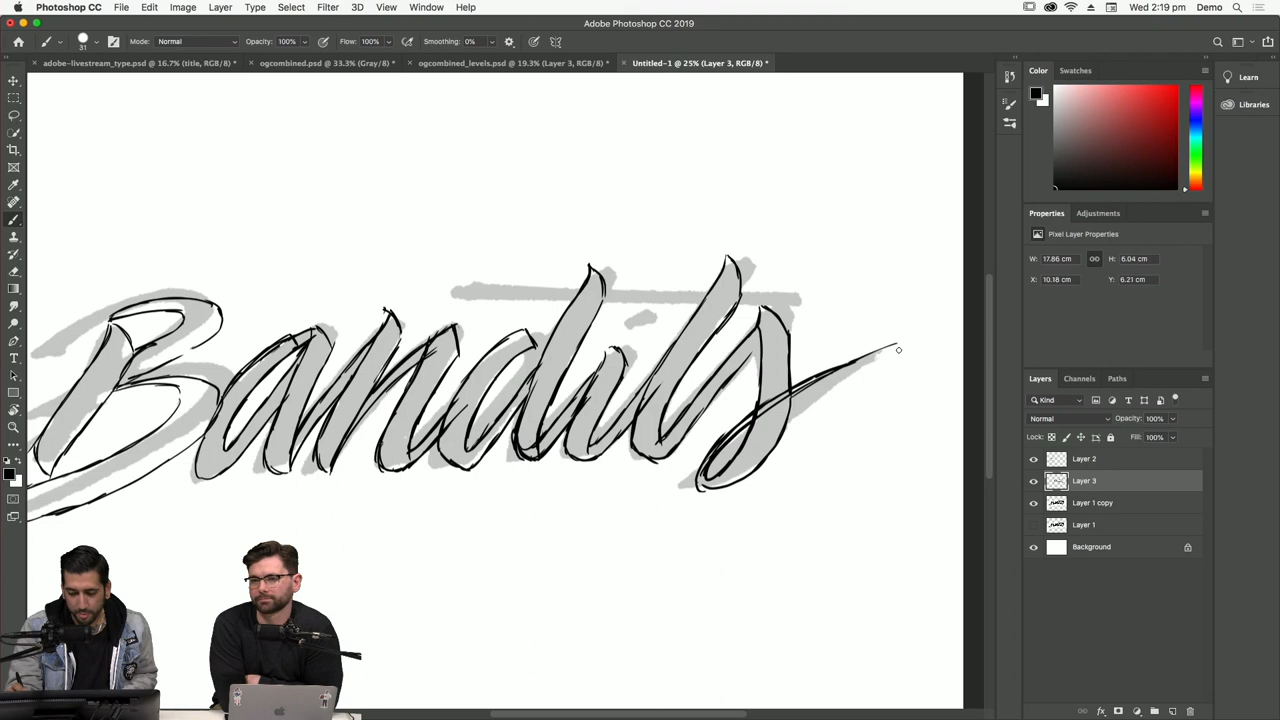 Photoshop CC File Edit Image Layer Type Select Filter 3D View Window Help Wed 2:19 pm Demo
Adobe Photoshop CC 2019
31 Mode: Normal Opacity: 100% Flow: 100% Smoothing: 0%
adobe-livestream_type.psd @ 16.7% (title, RGB/8) * ogcombined.psd @ 33.3% (Gray/8) * ogcombined_levels.psd @ 19.3% (Layer 3, RGB/8) * Untitled-1 @ 25% (Layer 3, RGB/8) *
Color Swatches
Learn
Libraries
Properties Adjustments
Pixel Layer Properties
W: 17.86 cm H: 6.04 cm
X: 10.18 cm Y: 6.21 cm
Bandits
Layers Channels Paths
Kind
Normal Opacity: 100%
Lock: Fill: 100%
Layer 2
Layer 3
Layer 1 copy
Layer 1
Background
fx